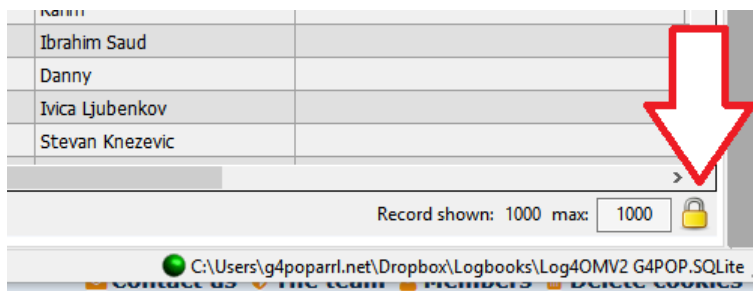 Karim
Ibrahim Saud
Danny
Ivica Ljubenkov
Stevan Knezevic
Record shown: 1000 max: 1000
C:\Users\g4poparrl.net\Dropbox\Logbooks\Log4OMV2 G4POP.SQLite
Contact us The team Members Delete cookies